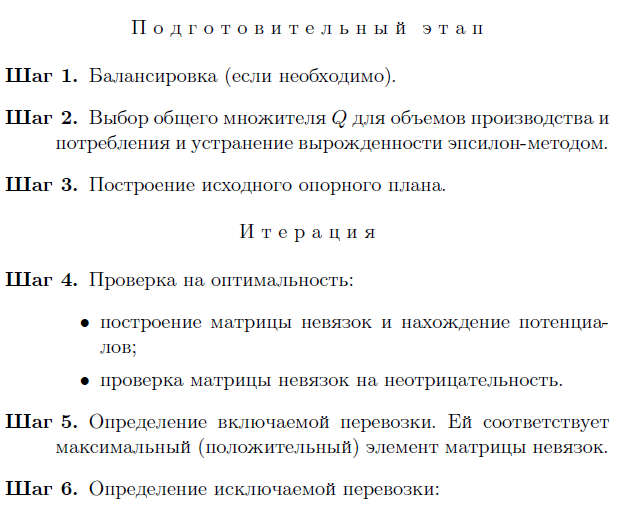 Подготовительный этап
Шаг 1. Балансировка (если необходимо).
Шаг 2. Выбор общего множителя Q для объемов производства и
потребления и устранение вырожденности эпсилон-методом.
Шаг 3. Построение исходного опорного плана.
Итерация
Шаг 4. Проверка на оптимальность:
• построение матрицы невязок и нахождение потенциа-
лов;
• проверка матрицы невязок на неотрицательность.
Шаг 5. Определение включаемой перевозки. Ей соответствует
максимальный (положительный) элемент матрицы невязок.
Шаг 6. Определение исключаемой перевозки: